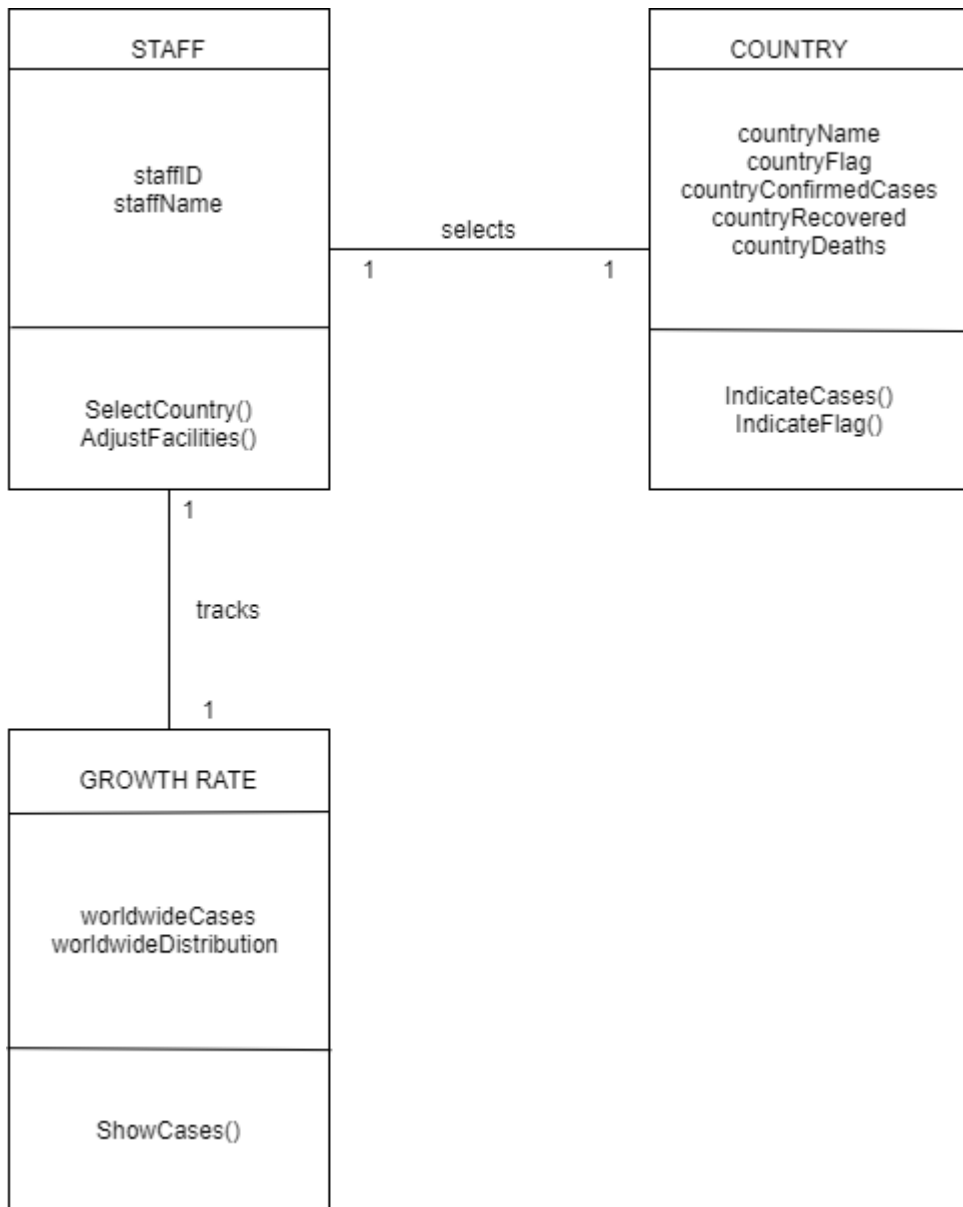 STAFF
staffID
staffName
SelectCountry()
AdjustFacilities()
selects
1
1
COUNTRY
countryName
countryFlag
countryConfirmedCases
countryRecovered
countryDeaths
IndicateCases()
IndicateFlag()
1
tracks
1
GROWTH RATE
worldwideCases
worldwideDistribution
ShowCases()